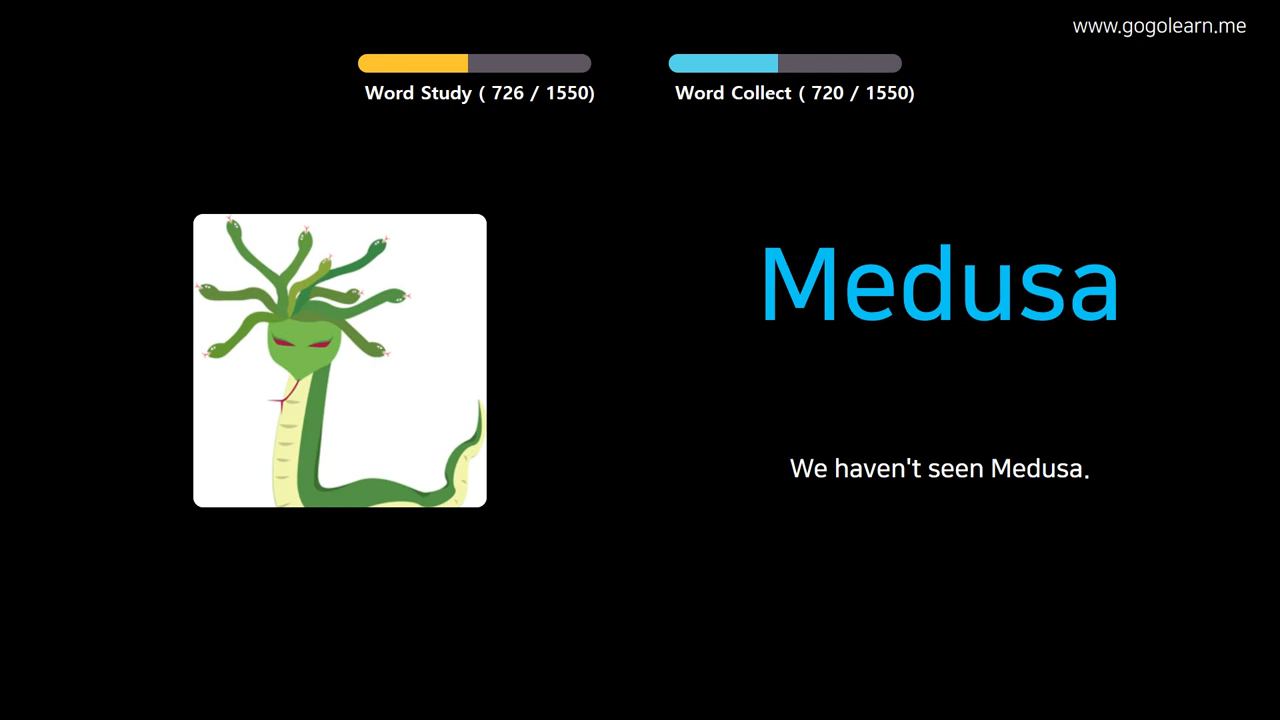 www.gogolearn.me
Word Study ( 726 / 1550)
Word Collect ( 720 / 1550)
Medusa
We haven't seen Medusa.